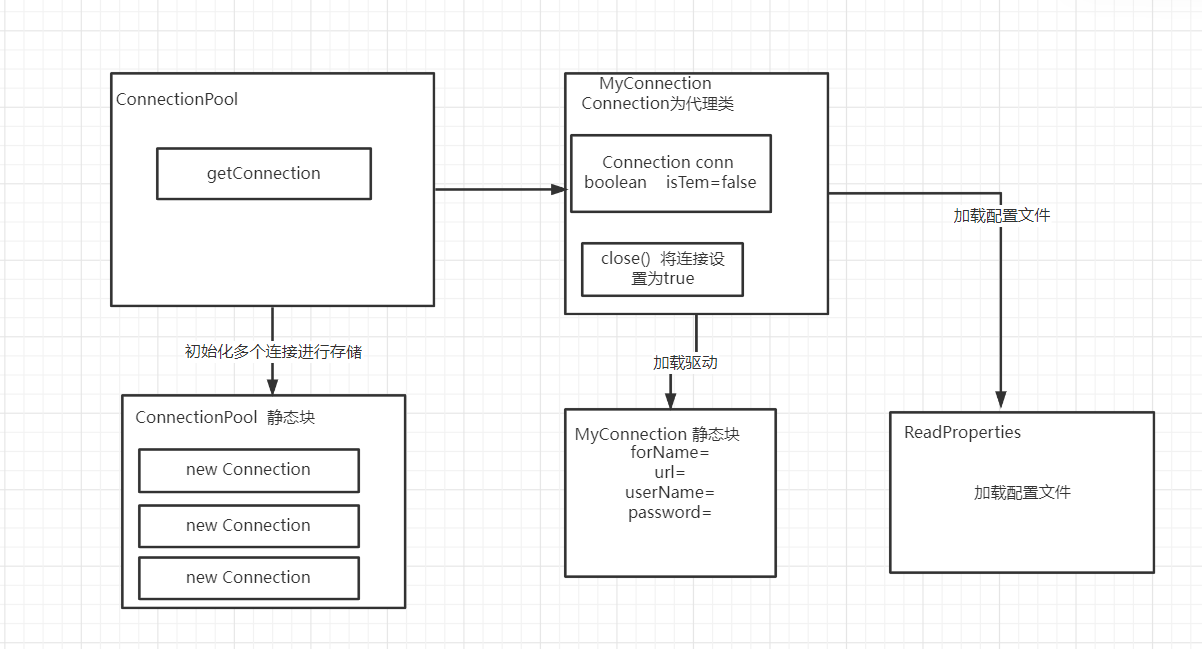 ConnectionPool
getConnection
初始化多个连接进行存储
ConnectionPool 静态块
new Connection
new Connection
new Connection
MyConnection
Connection为代理类
Connection conn
boolean isTem=false
close() 将连接设
置为true
加载驱动
MyConnection 静态块
forName=
url=
userName=
password=
加载配置文件
ReadProperties
加载配置文件